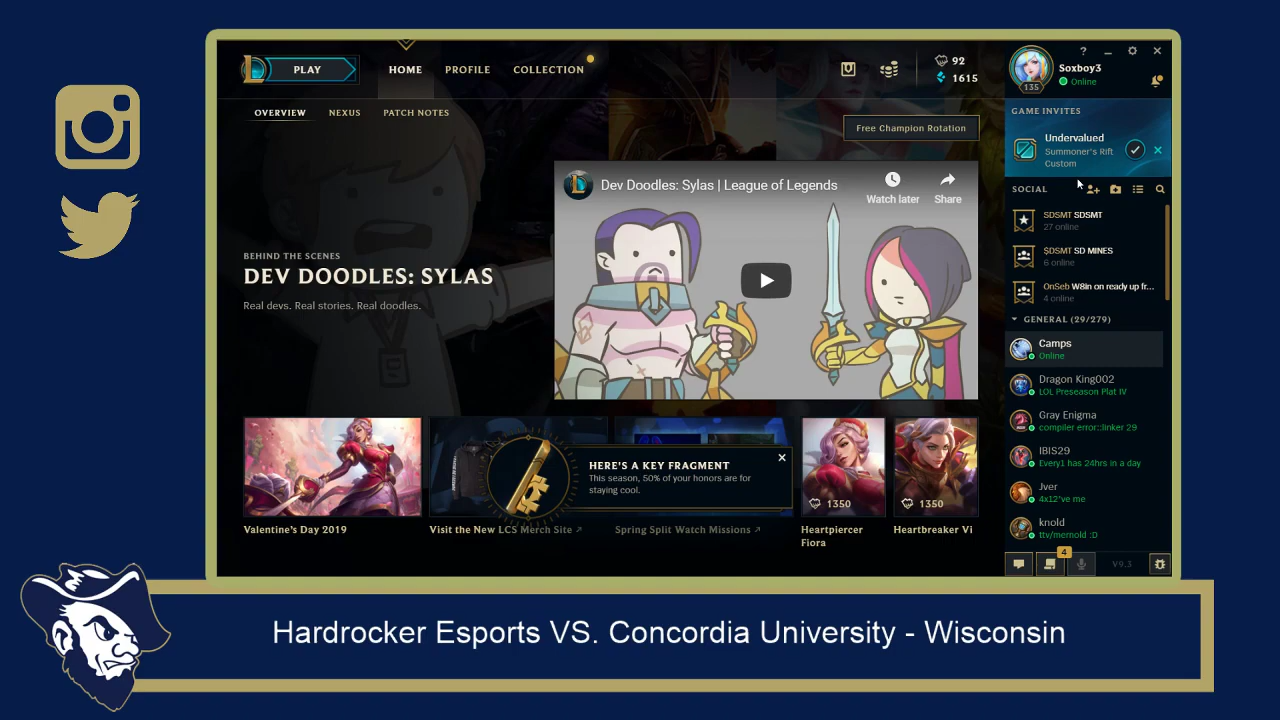 PLAY
HOME
PROFILE
COLLECTION
92
1615
?
Soxboy3
135
Online
OVERVIEW
NEXUS
PATCH NOTES
Free Champion Rotation
GAME INVITES
Undervalued
Summoner's Rift
Custom
SOCIAL
SDSMT SDSMT
27 online
$DSMT SD MINES
6 online
OnSeb W8in on ready up fr...
4 online
GENERAL (29/279)
Camps
Online
Dragon King002
LOL Preseason Plat IV
Gray Enigma
compiler error::linker 29
IBIS29
Every1 has 24hrs in a day
Jver
4x12've me
knold
ttv/memold :D
4
V9.3
Dev Doodles: Sylas | League of Legends
Watch later
Share
BEHIND THE SCENES
DEV DOODLES: SYLAS
Real devs. Real stories. Real doodles.
HERE'S A KEY FRAGMENT
This season, 50% of your honors are for
staying cool.
1350
1350
Valentine's Day 2019
Visit the New LCS Merch Site
Spring Split Watch Missions
Heartpiercer
Fiora
Heartbreaker Vi
Hardrocker Esports VS. Concordia University - Wisconsin